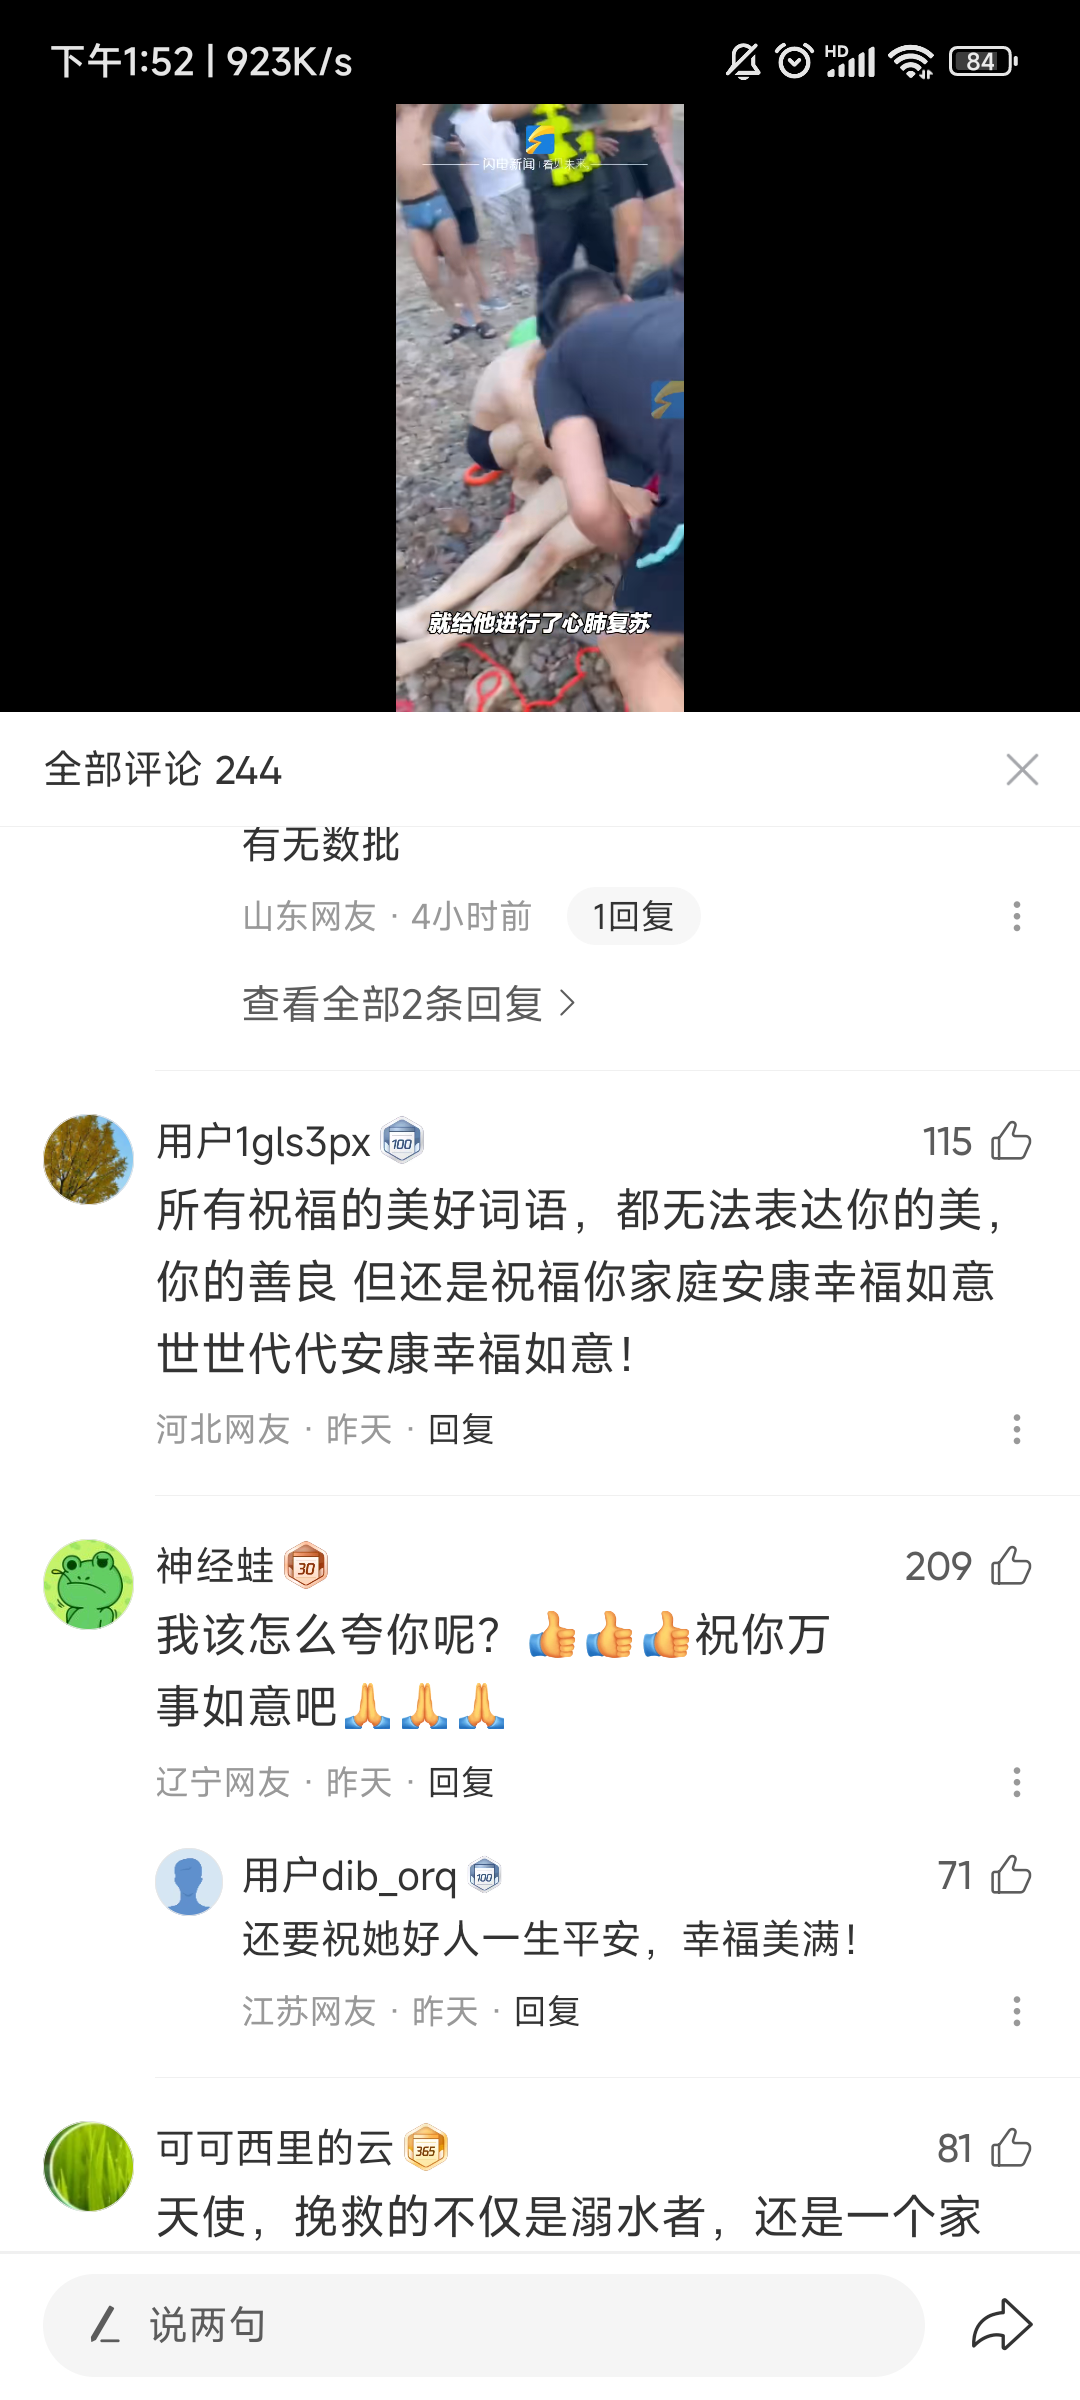 下午1:52 | 923K/s
HD
84
闪电新闻 | 看见未来
就给他进行了心肺复苏
全部评论 244
有无数批
山东网友 · 4小时前 1回复
查看全部2条回复
用户1gls3px 100 115
所有祝福的美好词语，都无法表达你的美，
你的善良 但还是祝福你家庭安康幸福如意
世世代代安康幸福如意！
河北网友 · 昨天 · 回复
神经蛙 30 209
我该怎么夸你呢？👍👍👍祝你万
事如意吧🙏🙏🙏
辽宁网友 · 昨天 · 回复
用户dib_orq 100 71
还要祝她好人一生平安，幸福美满！
江苏网友 · 昨天 · 回复
可可西里的云 365 81
天使，挽救的不仅是溺水者，还是一个家
说两句